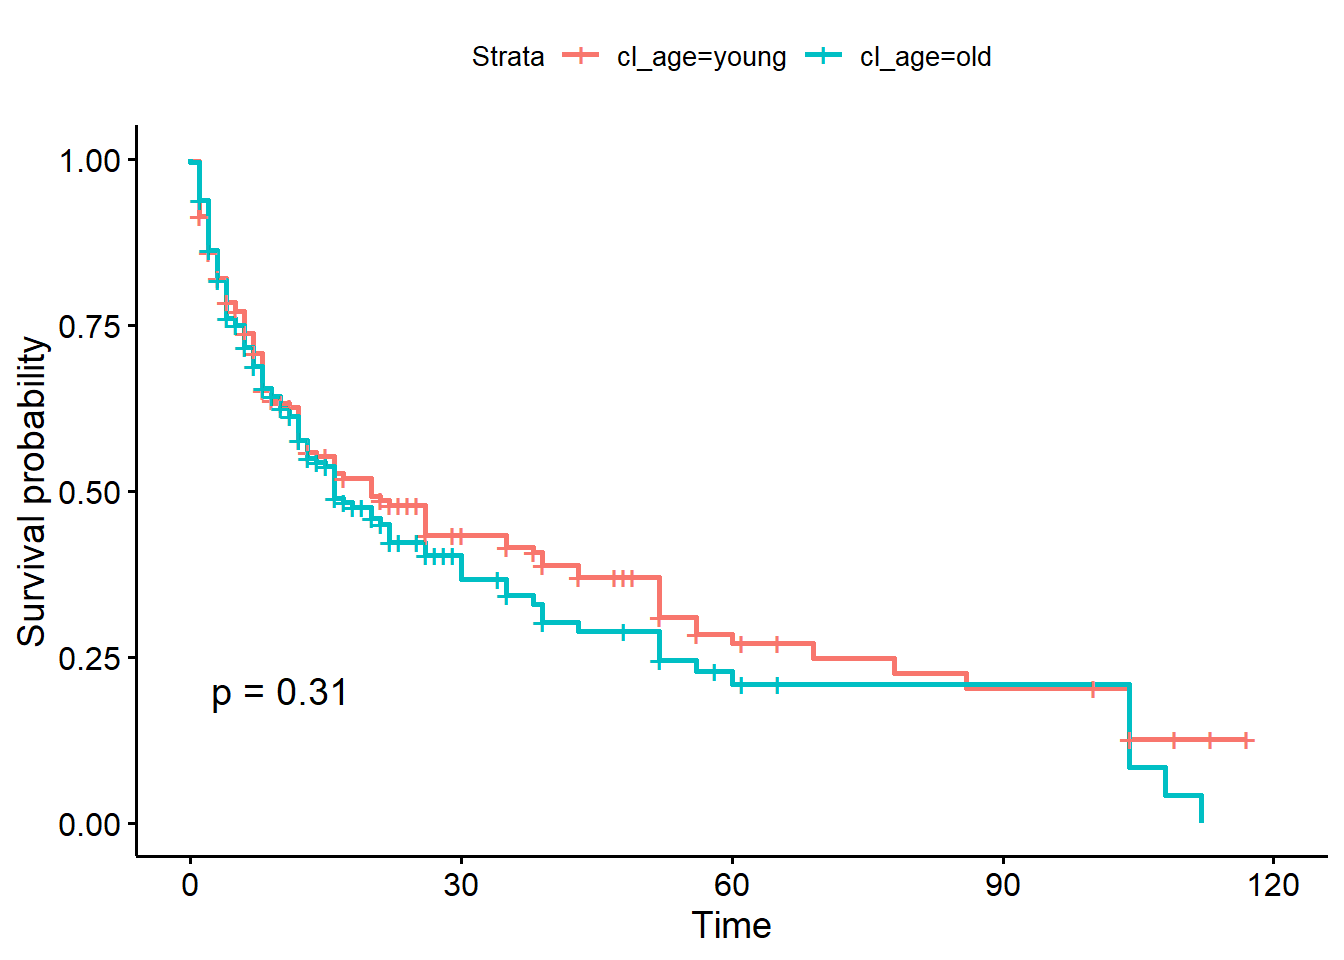 Strata cl_age=young cl_age=old
1.00
0.75
0.50
0.25
0.00
Survival probability
p = 0.31
0 30 60 90 120
Time